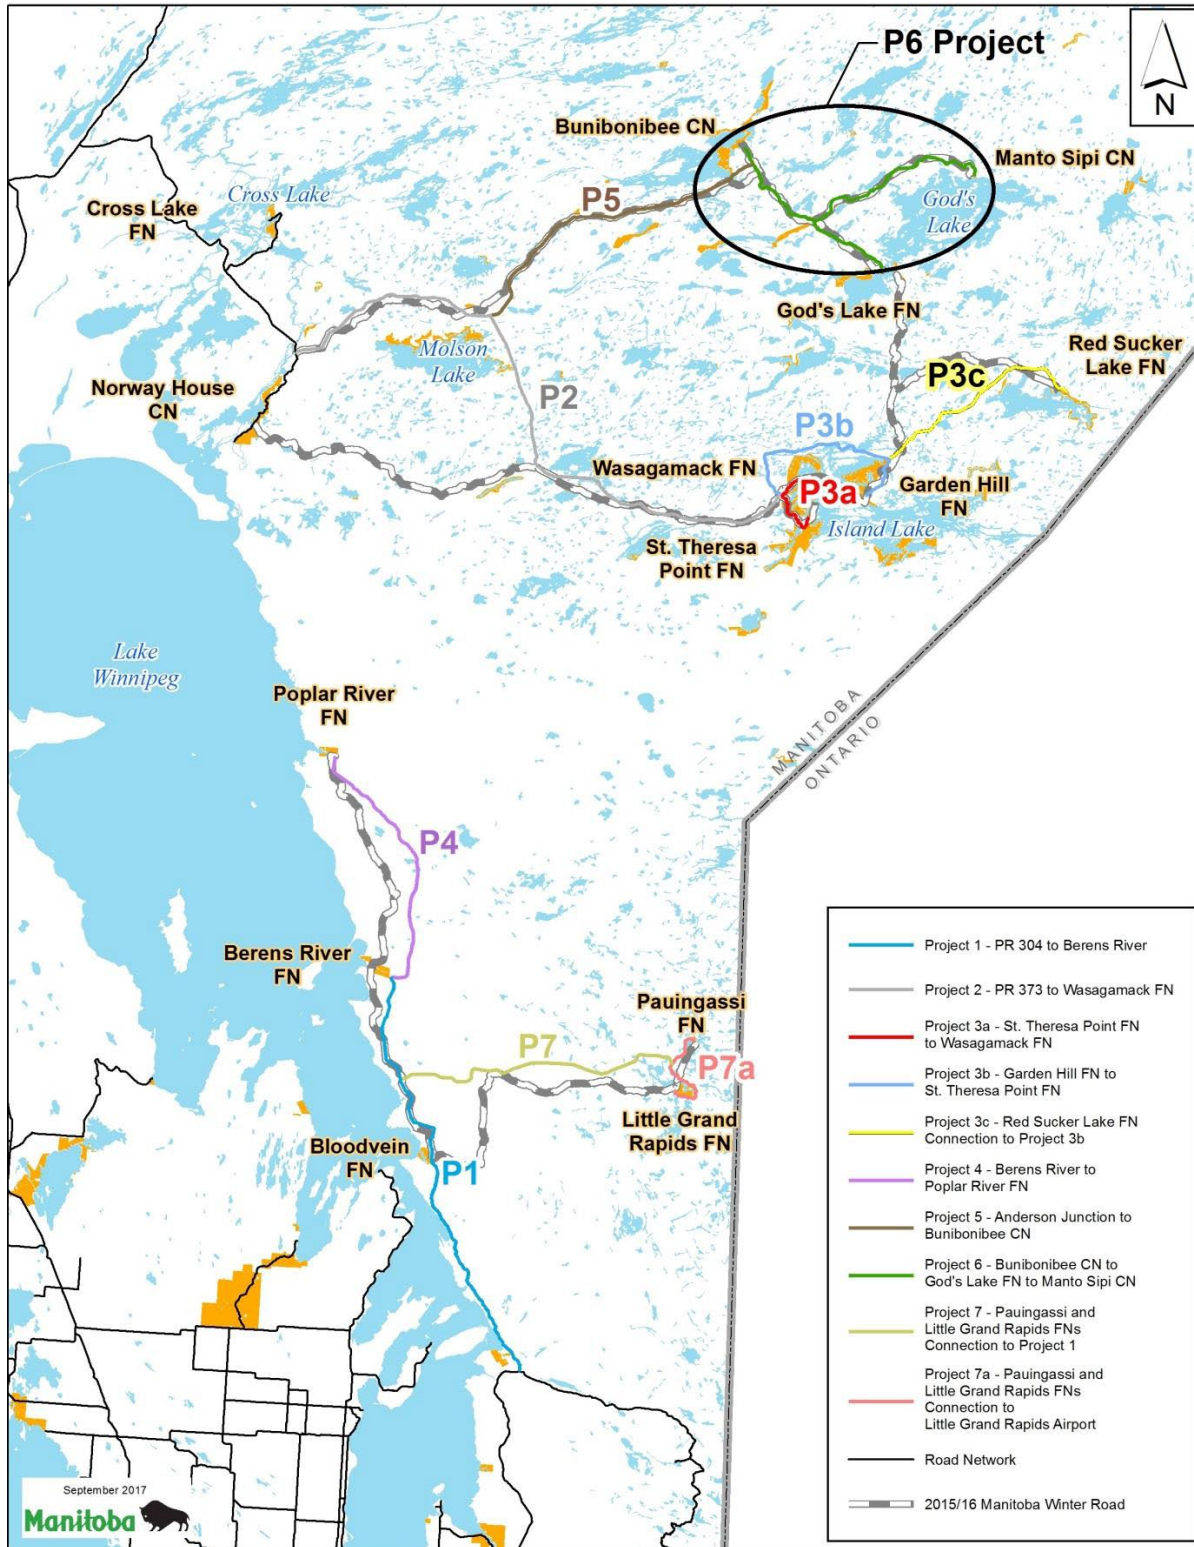 P6 Project
N
Bunibonibee CN
Manto Sipi CN
Cross Lake
FN
Cross Lake
P5
God's
Lake
God's Lake FN
Molson
Lake
Norway House
CN
P2
Red Sucker
Lake FN
P3c
P3b
Wasagamack FN
P3a
Garden Hill
FN
Island Lake
St. Theresa
Point FN
Lake
Winnipeg
Poplar River
FN
MANITOBA
ONTARIO
P4
Berens River
FN
Pauingassi
FN
P7
P7a
Little Grand
Rapids FN
Bloodvein
FN
P1
Project 1 - PR 304 to Berens River
Project 2 - PR 373 to Wasagamack FN
Project 3a - St. Theresa Point FN
to Wasagamack FN
Project 3b - Garden Hill FN to
St. Theresa Point FN
Project 3c - Red Sucker Lake FN
Connection to Project 3b
Project 4 - Berens River to
Poplar River FN
Project 5 - Anderson Junction to
Bunibonibee CN
Project 6 - Bunibonibee CN to
God's Lake FN to Manto Sipi CN
Project 7 - Pauingassi and
Little Grand Rapids FNs
Connection to Project 1
Project 7a - Pauingassi and
Little Grand Rapids FNs
Connection to
Little Grand Rapids Airport
Road Network
2015/16 Manitoba Winter Road
September 2017
Manitoba